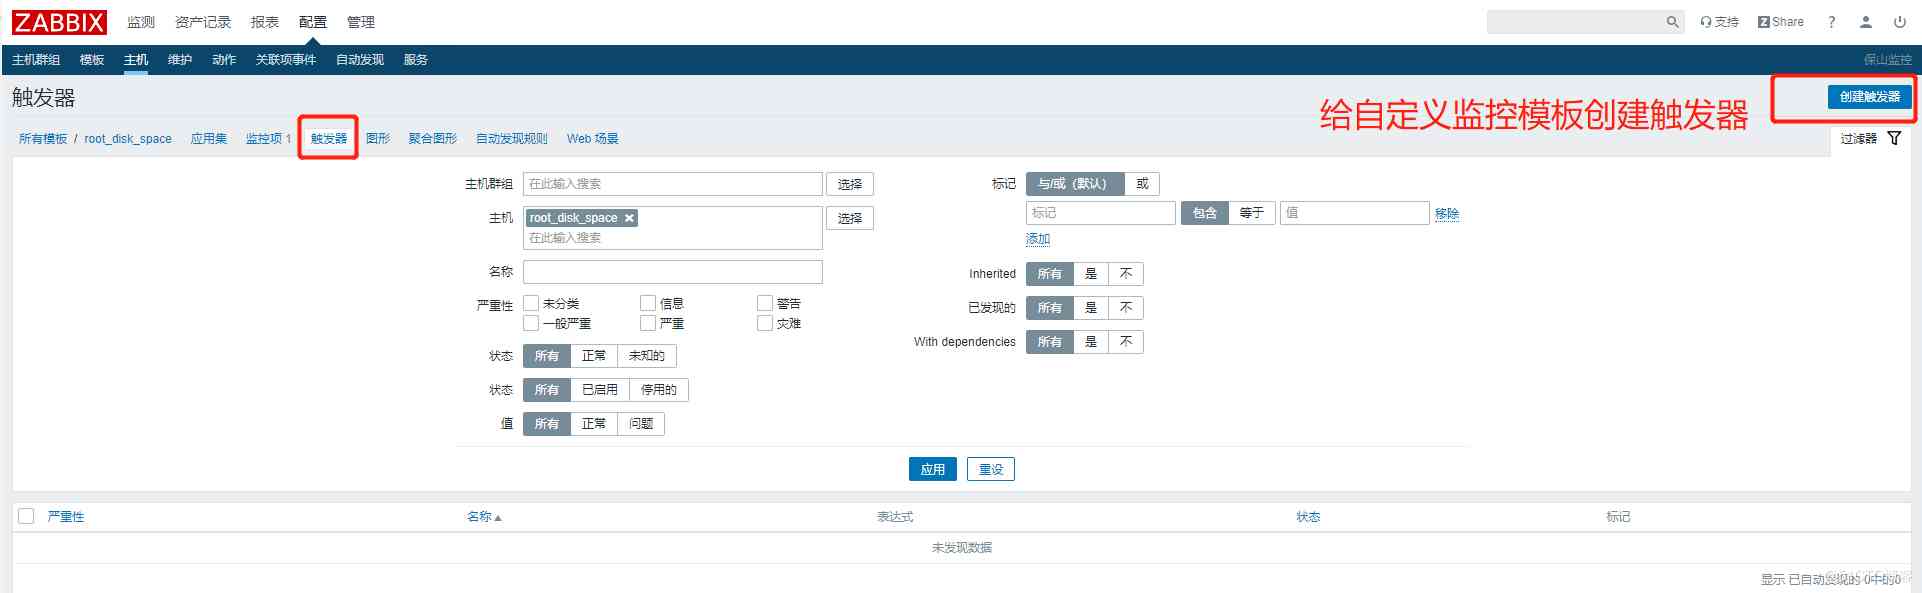 ZABBIX 监测 资产记录 报表 配置 管理 支持 Z Share ?
主机群组 模板 主机 维护 动作 关联项事件 自动发现 服务 保山监控
触发器 创建触发器
给自定义监控模板创建触发器
所有模板 / root_disk_space 应用集 监控项 1 触发器 图形 聚合图形 自动发现规则 Web 场景 过滤器
主机群组 在此输入搜索 选择 标记 与/或（默认） 或
主机 root_disk_space 选择 标记 包含 等于 值 移除
在此输入搜索 添加
名称 Inherited 所有 是 不
严重性 未分类 信息 警告 已发现的 所有 是 不
一般严重 严重 灾难
With dependencies 所有 是 不
状态 所有 正常 未知的
状态 所有 已启用 停用的
值 所有 正常 问题
应用 重设
严重性 名称 表达式 状态 标记
未发现数据
显示 已自动发现的 0中的0